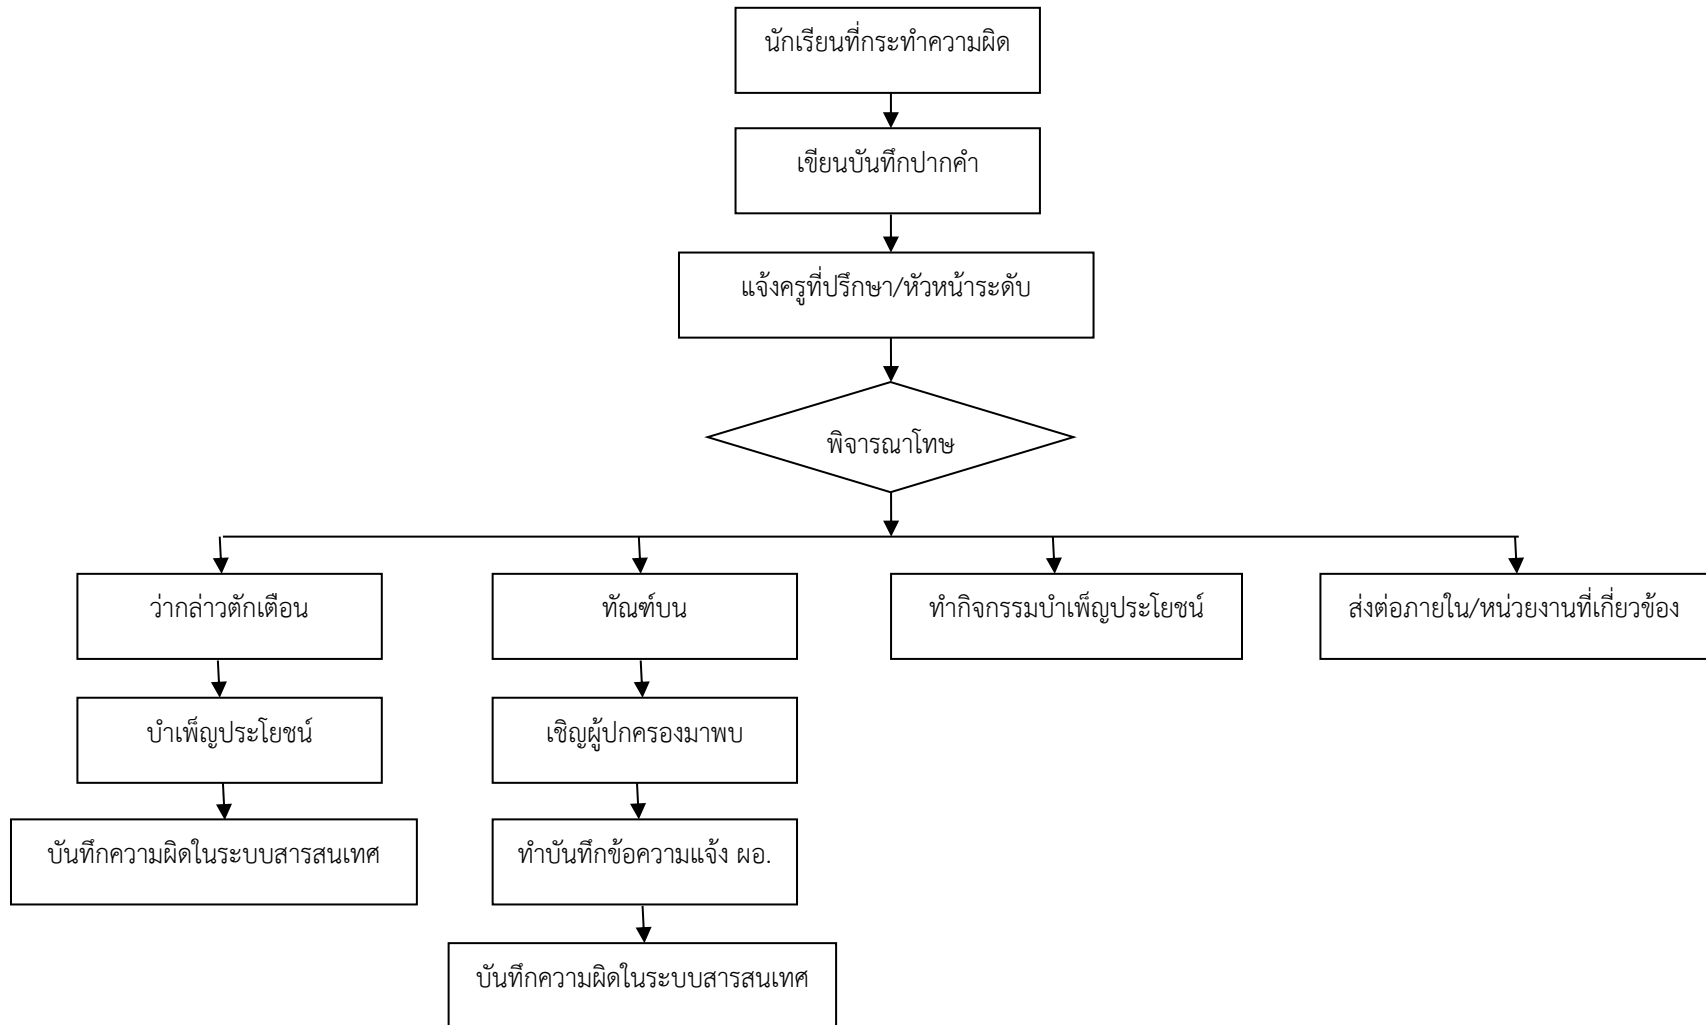 นักเรียนที่กระทำความผิด
เขียนบันทึกปากคำ
แจ้งครูที่ปรึกษา/หัวหน้าระดับ
พิจารณาโทษ
ว่ากล่าวตักเตือน
ทัณฑ์บน
ทำกิจกรรมบำเพ็ญประโยชน์
ส่งต่อภายใน/หน่วยงานที่เกี่ยวข้อง
บำเพ็ญประโยชน์
เชิญผู้ปกครองมาพบ
บันทึกความผิดในระบบสารสนเทศ
ทำบันทึกข้อความแจ้ง ผอ.
บันทึกความผิดในระบบสารสนเทศ